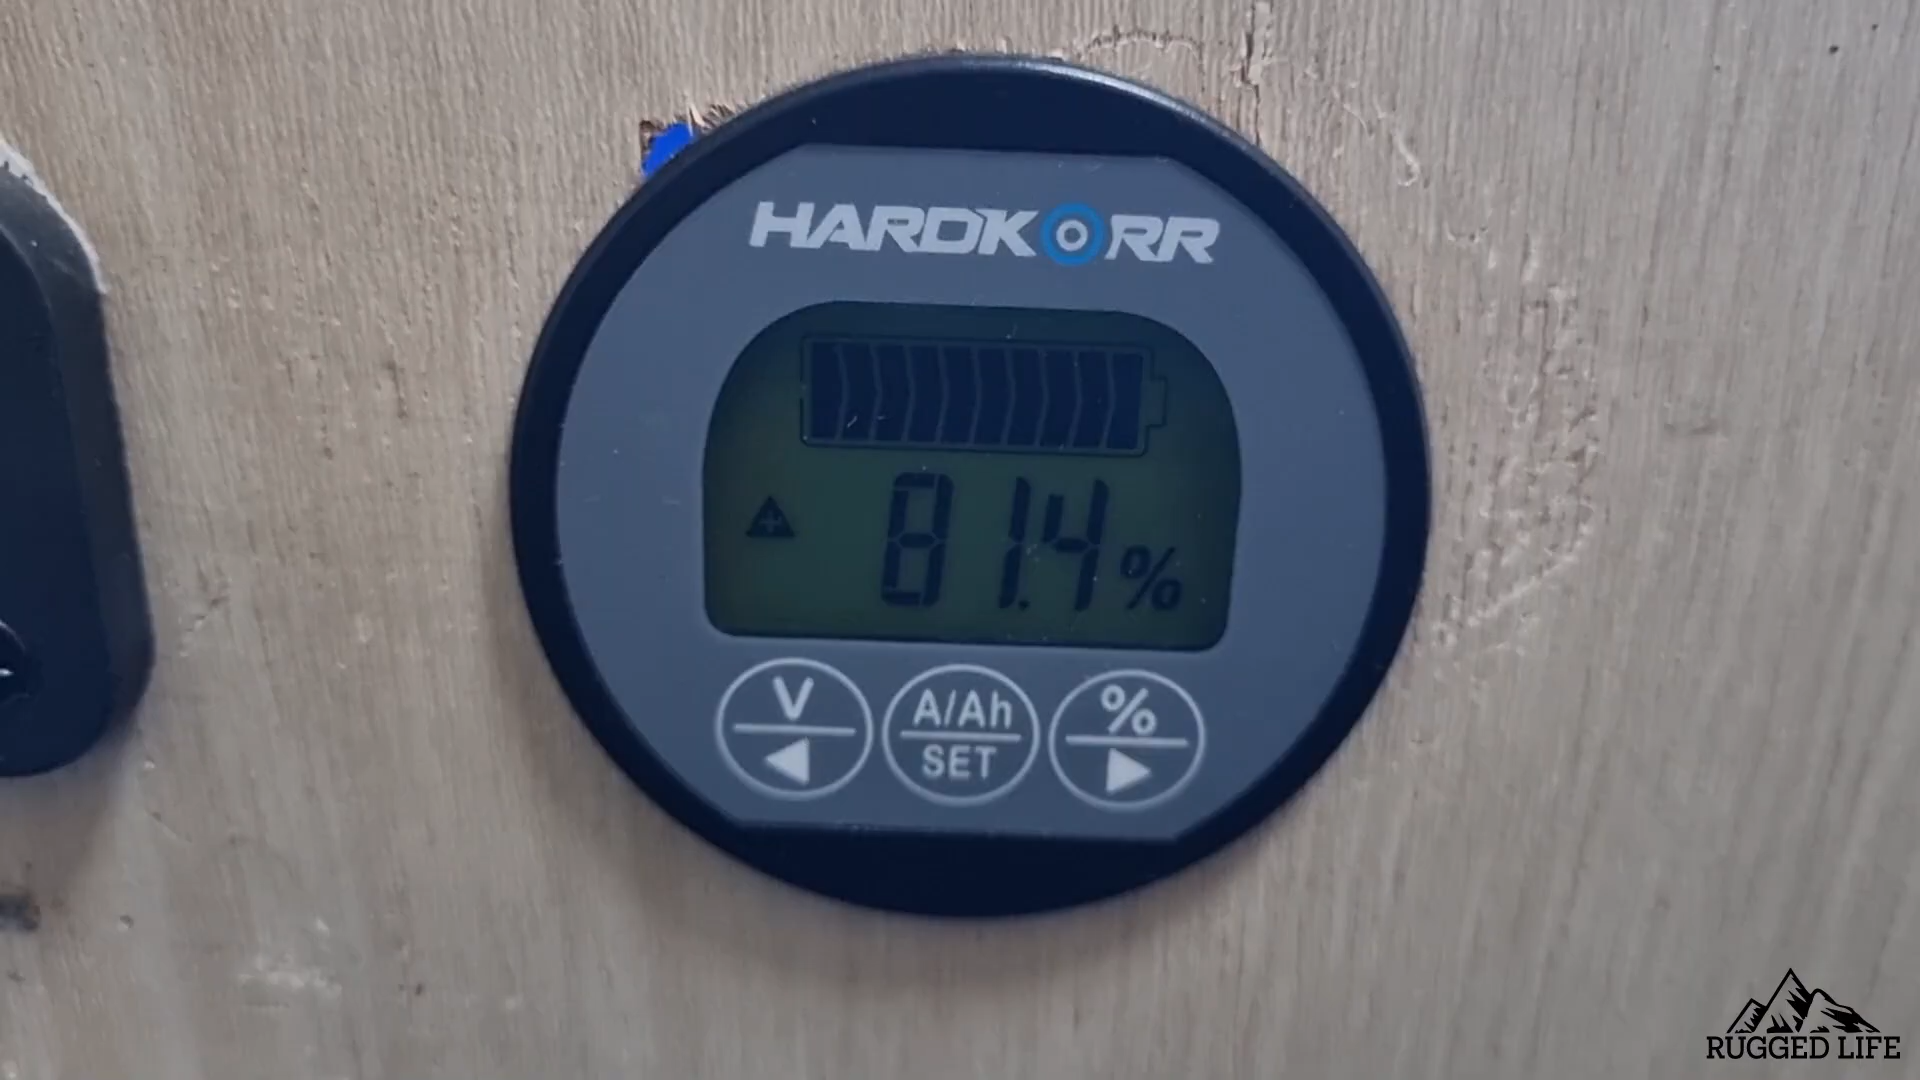 HARDKORR
81.4%
V A/Ah %
SET
RUGGED LIFE